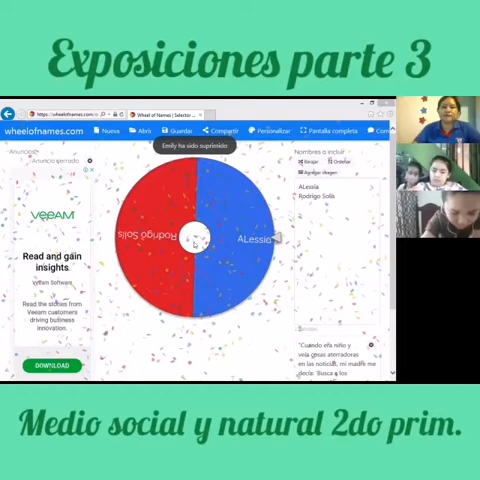 Exposiciones parte 3
https://wheelofnames.com/
Wheel of Names | Selector
wheelofnames.com
Nueva
Abrir
Guardar
Compartir
Personalizar
Pantalla completa
Com
Emily ha sido suprimido
Anuncios
Anuncio cerrado
VEEAM
Read and gain
insights
Veeam Software
Read the stories from
Veeam customers
driving business
innovation.
DOWNLOAD
Rodrigo Solís
ALessia
Nombres o incluir
Barajar
Ordenar
Agregar imagen
ALessia
Rodrigo Solís
"Cuando era niño y
veía cosas aterradoras
en las noticias, mi madre me
decía: 'Busca a los
Medio social y natural 2do prim.